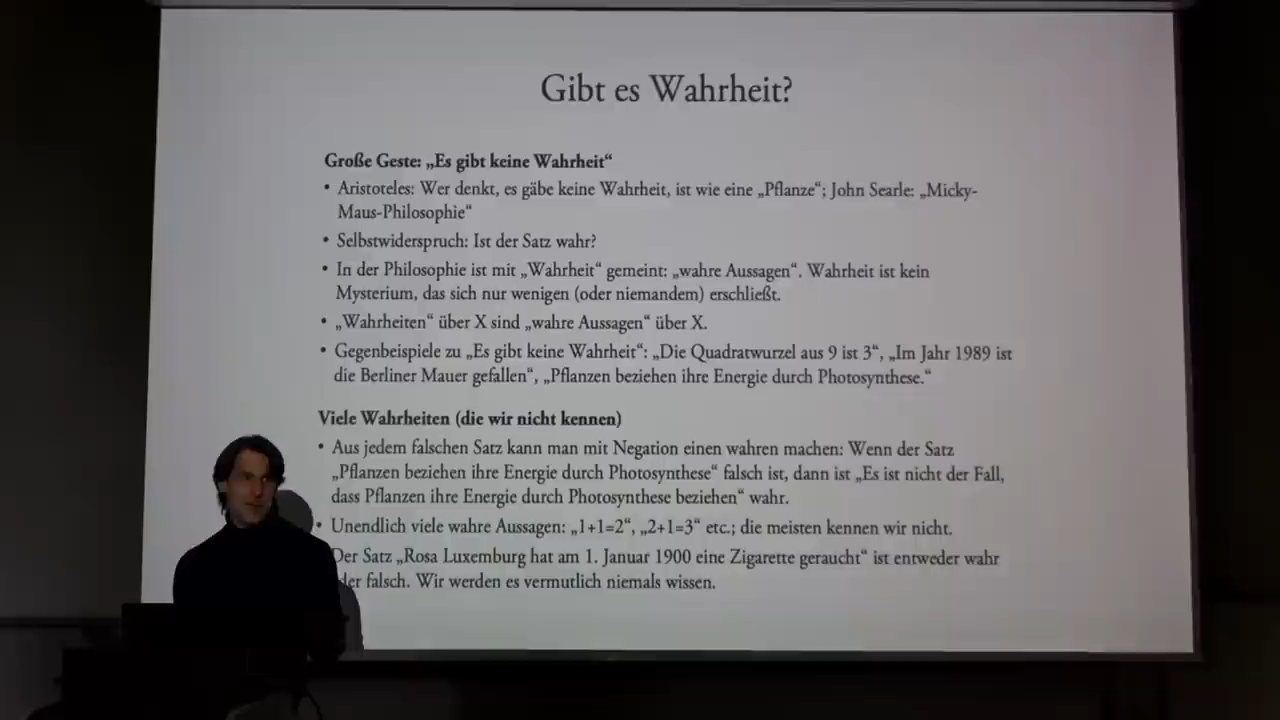 Gibt es Wahrheit?
Große Geste: „Es gibt keine Wahrheit“
• Aristoteles: Wer denkt, es gäbe keine Wahrheit, ist wie eine „Pflanze“; John Searle: „Micky-
Maus-Philosophie“
• Selbstwiderspruch: Ist der Satz wahr?
• In der Philosophie ist mit „Wahrheit“ gemeint: „wahre Aussagen“. Wahrheit ist kein
Mysterium, das sich nur wenigen (oder niemandem) erschließt.
• „Wahrheiten“ über X sind „wahre Aussagen“ über X.
• Gegenbeispiele zu „Es gibt keine Wahrheit“: „Die Quadratwurzel aus 9 ist 3“, „Im Jahr 1989 ist
die Berliner Mauer gefallen“, „Pflanzen beziehen ihre Energie durch Photosynthese.“
Viele Wahrheiten (die wir nicht kennen)
• Aus jedem falschen Satz kann man mit Negation einen wahren machen: Wenn der Satz
„Pflanzen beziehen ihre Energie durch Photosynthese“ falsch ist, dann ist „Es ist nicht der Fall,
dass Pflanzen ihre Energie durch Photosynthese beziehen“ wahr.
• Unendlich viele wahre Aussagen: „1+1=2“, „2+1=3“ etc.; die meisten kennen wir nicht.
Der Satz „Rosa Luxemburg hat am 1. Januar 1900 eine Zigarette geraucht“ ist entweder wahr
der falsch. Wir werden es vermutlich niemals wissen.